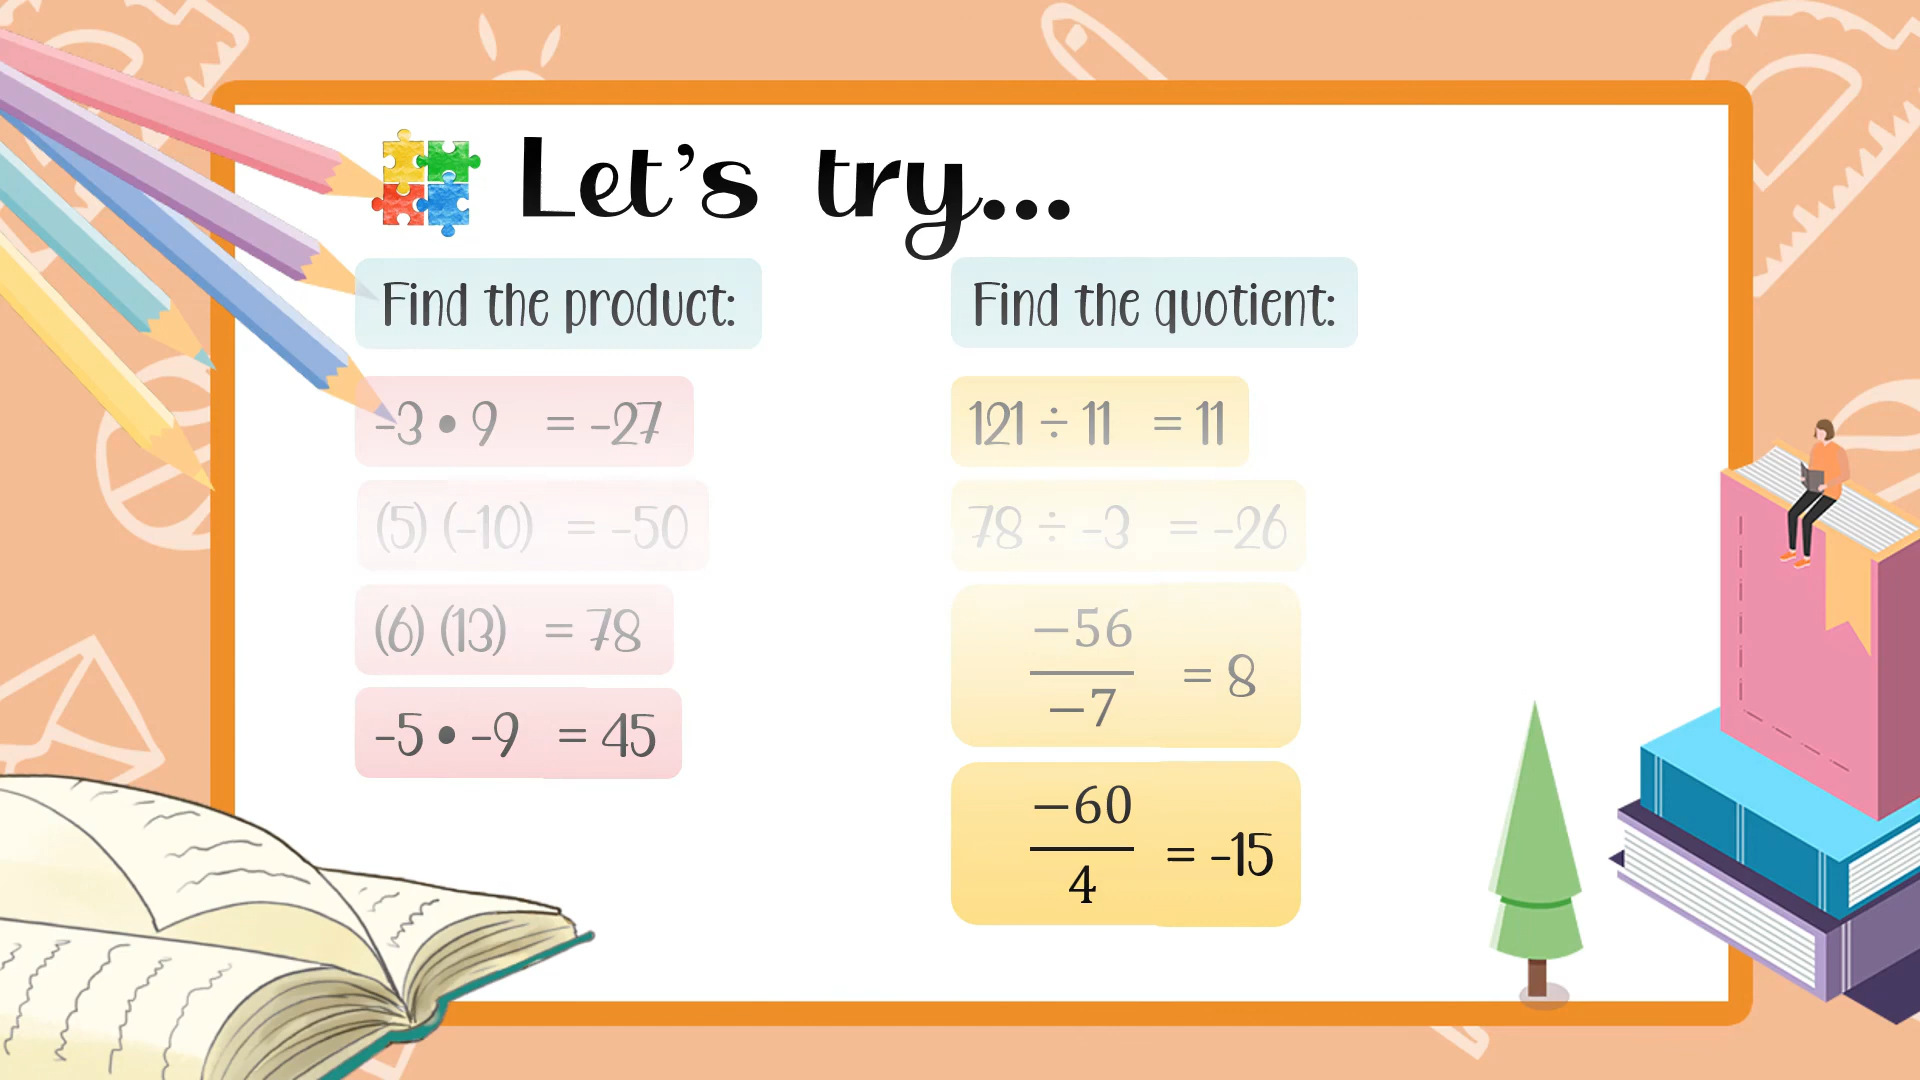 Let's try...
Find the product:
-3 • 9 = -27
(5) (-10) = -50
(6) (13) = 78
-5 • -9 = 45
Find the quotient:
121 ÷ 11 = 11
78 ÷ -3 = -26
−56
−7
= 8
−60
4
= -15